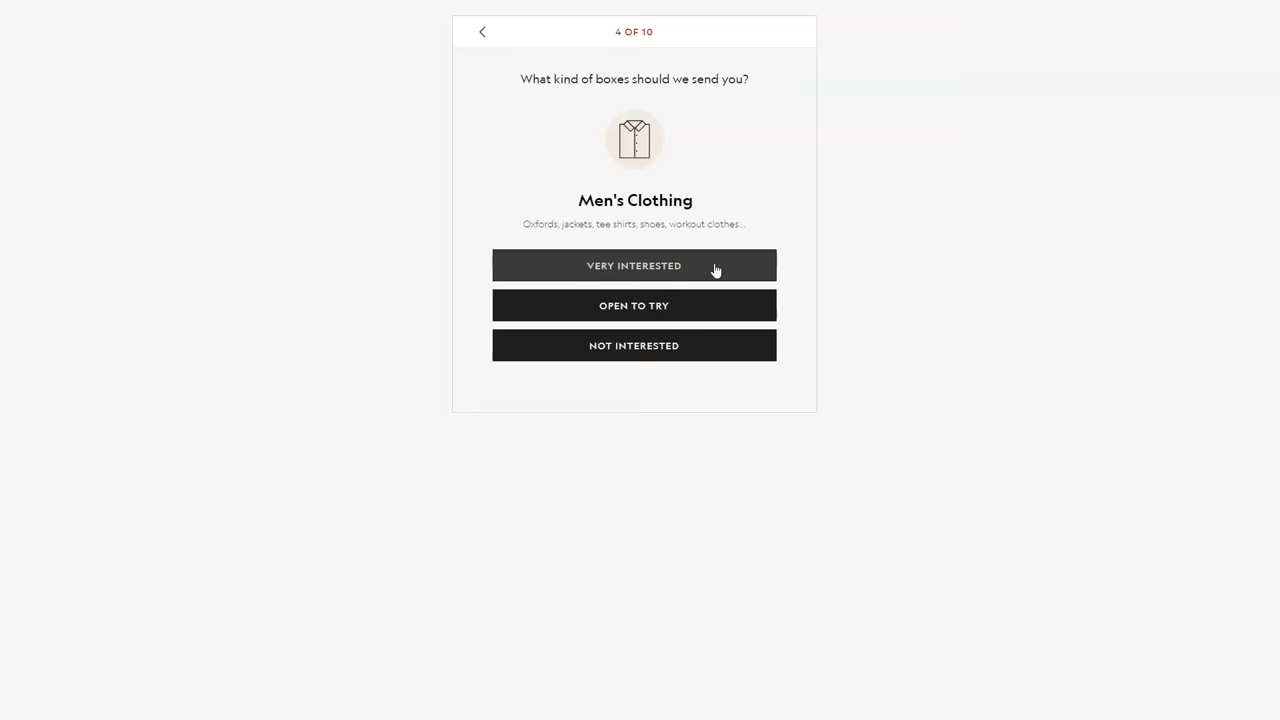 4 OF 10
What kind of boxes should we send you?
Men's Clothing
Oxfords, jackets, tee shirts, shoes, workout clothes...
VERY INTERESTED
OPEN TO TRY
NOT INTERESTED